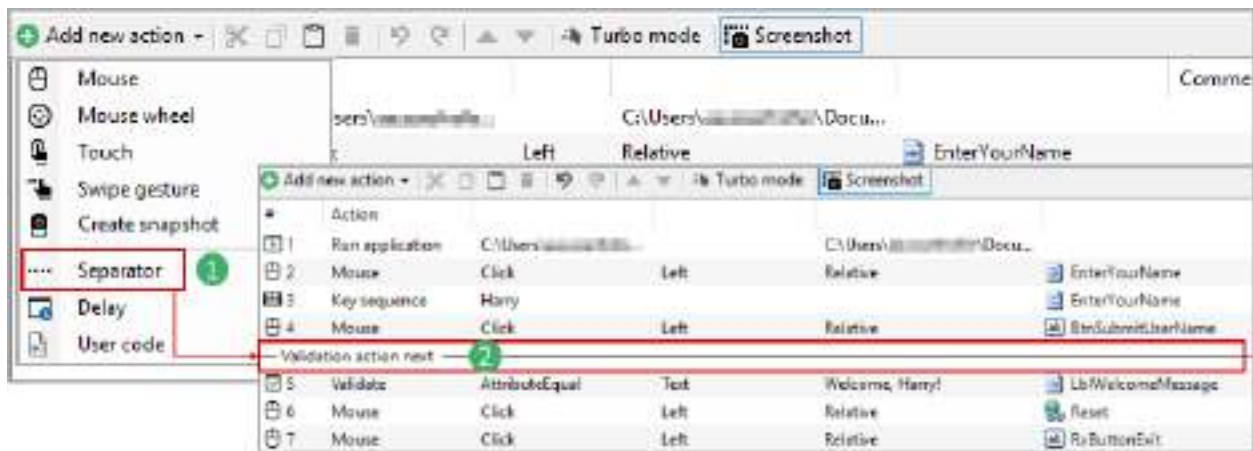 Add new action Turbo mode Screenshot
Mouse
Mouse wheel
Touch
Swipe gesture
Create snapshot
Separator 1
Delay
User code
Comme
sers\ C:\Users\ \Docu...
Left Relative EnterYourName
Add new action Turbo mode Screenshot
# Action
1 Run application C:\Users\ C:\Users\ \Docu...
2 Mouse Click Left Relative EnterYourName
3 Key sequence Harry EnterYourName
4 Mouse Click Left Relative BtnSubmitUserName
Validation action next 2
5 Validate AttributeEqual Text Welcome, Harry! LblWelcomeMessage
6 Mouse Click Left Relative Reset
7 Mouse Click Left Relative RxButtonExit